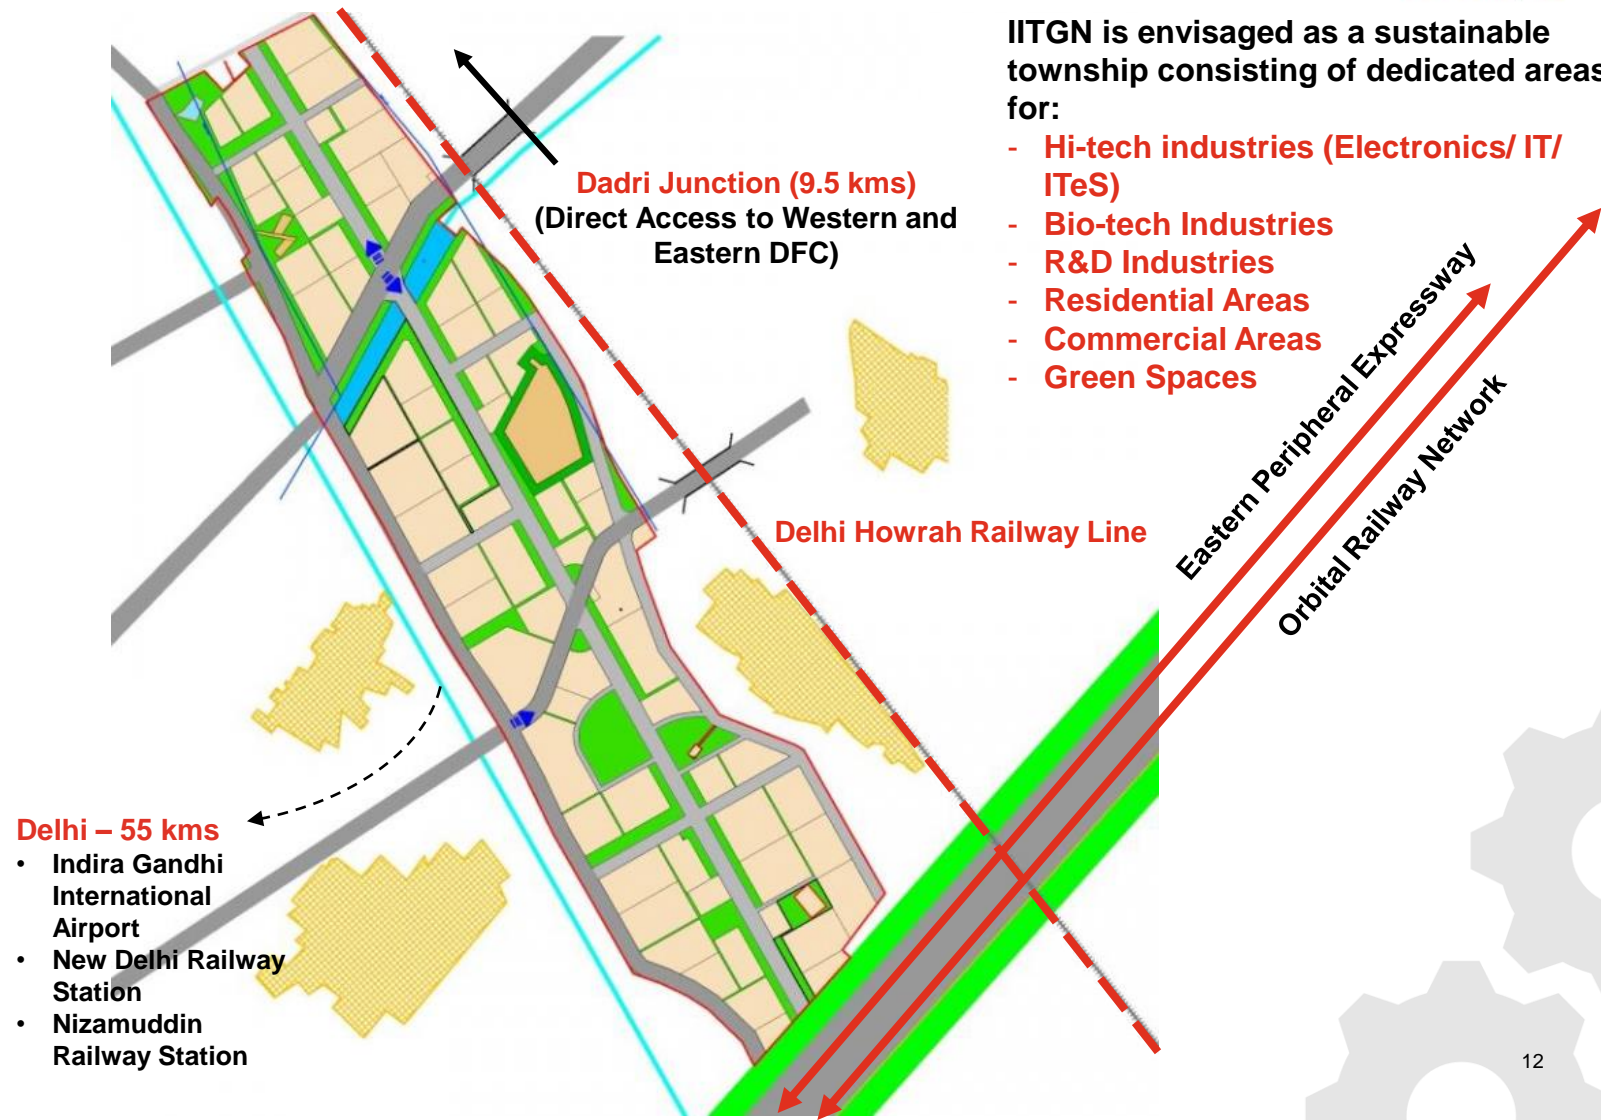 IITGN is envisaged as a sustainable
township consisting of dedicated areas
for:
- Hi-tech industries (Electronics/ IT/
ITeS)
- Bio-tech Industries
- R&D Industries
- Residential Areas
- Commercial Areas
- Green Spaces
Dadri Junction (9.5 kms)
(Direct Access to Western and
Eastern DFC)
Eastern Peripheral Expressway
Orbital Railway Network
Delhi Howrah Railway Line
Delhi – 55 kms
• Indira Gandhi
International
Airport
• New Delhi Railway
Station
• Nizamuddin
Railway Station
12